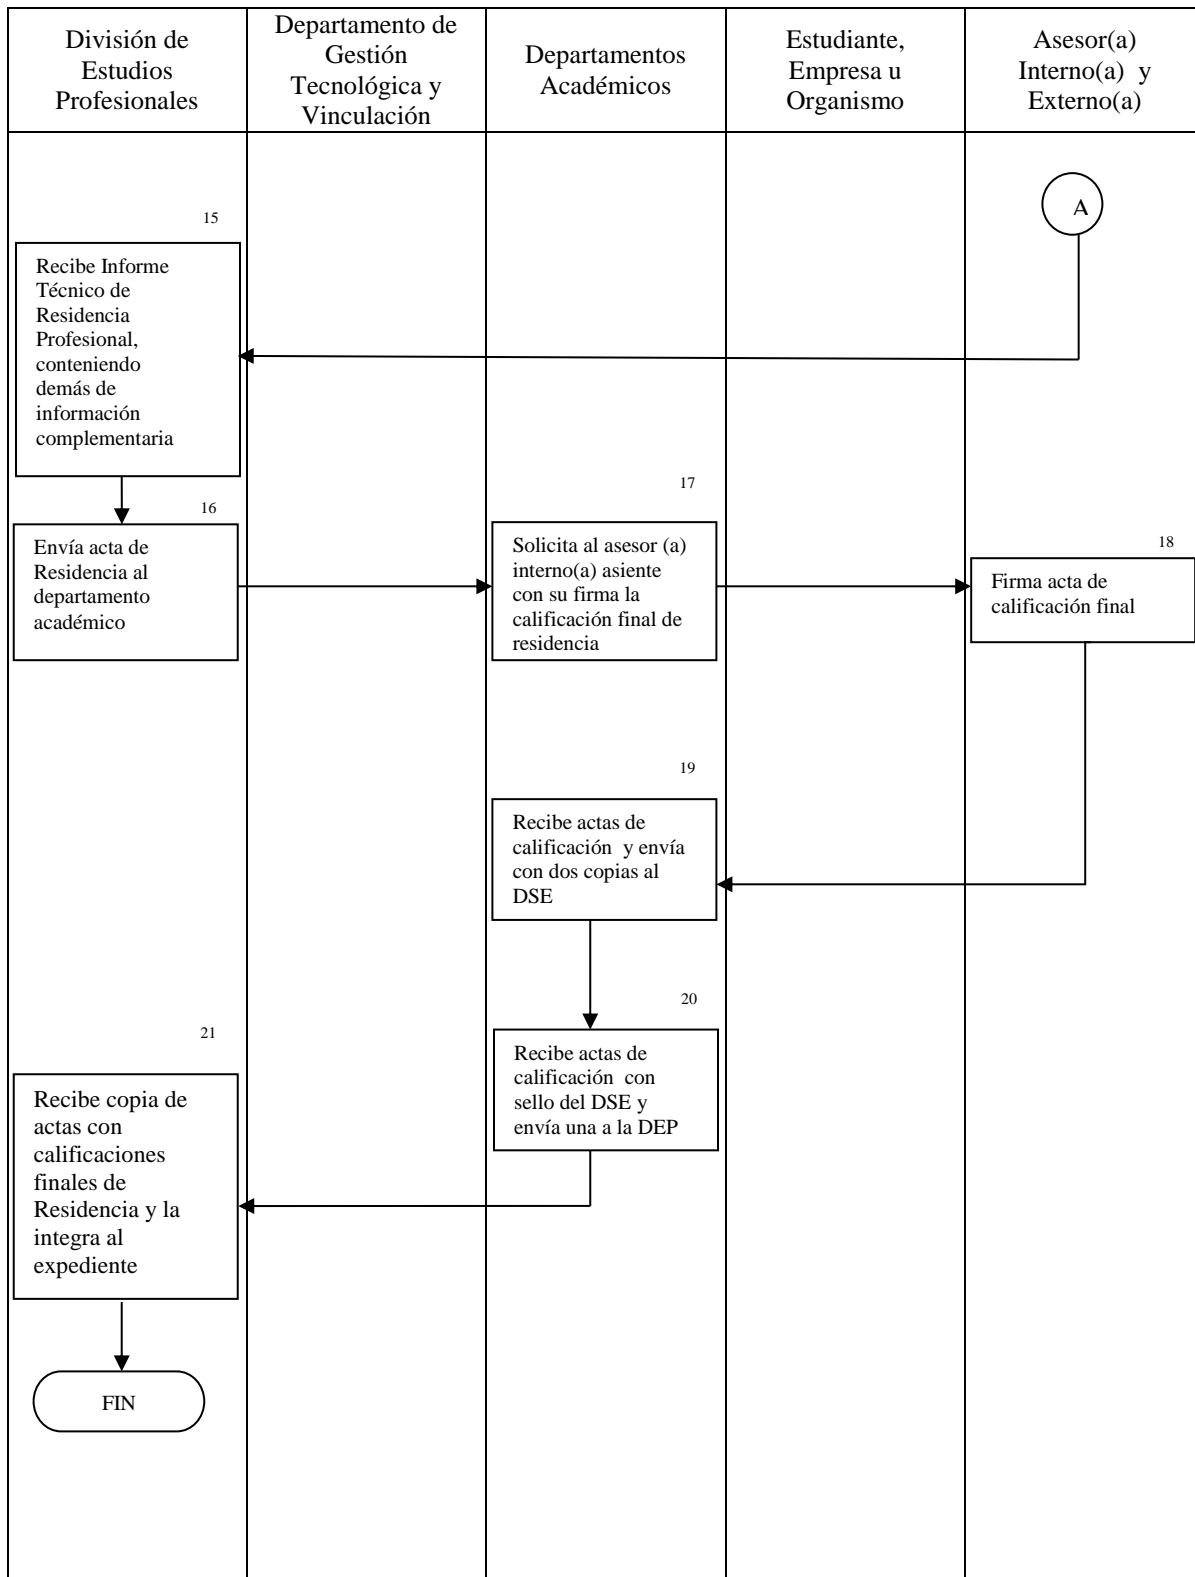 División de
Estudios
Profesionales
Departamento de
Gestión
Tecnológica y
Vinculación
Departamentos
Académicos
Estudiante,
Empresa u
Organismo
Asesor(a)
Interno(a) y
Externo(a)
A
15
Recibe Informe
Técnico de
Residencia
Profesional,
conteniendo
demás de
información
complementaria
16
Envía acta de
Residencia al
departamento
académico
17
Solicita al asesor (a)
interno(a) asiente
con su firma la
calificación final de
residencia
18
Firma acta de
calificación final
19
Recibe actas de
calificación y envía
con dos copias al
DSE
20
Recibe actas de
calificación con
sello del DSE y
envía una a la DEP
21
Recibe copia de
actas con
calificaciones
finales de
Residencia y la
integra al
expediente
FIN